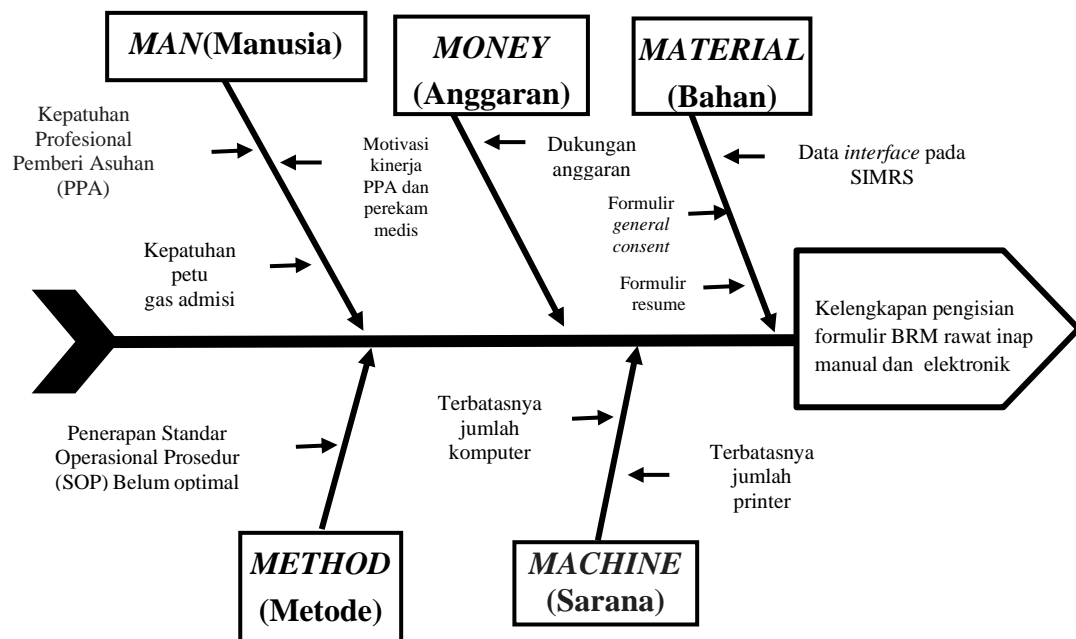 MAN(Manusia)
MONEY
(Anggaran)
MATERIAL
(Bahan)
Kepatuhan
Profesional
Pemberi Asuhan
(PPA)
Motivasi
kinerja
PPA dan
perekam
medis
Kepatuhan
petu
gas admisi
Dukungan
anggaran
Data interface pada
SIMRS
Formulir
general
consent
Formulir
resume
Kelengkapan pengisian
formulir BRM rawat inap
manual dan elektronik
Penerapan Standar
Operasional Prosedur
(SOP) Belum optimal
Terbatasnya
jumlah
komputer
Terbatasnya
jumlah
printer
METHOD
(Metode)
MACHINE
(Sarana)